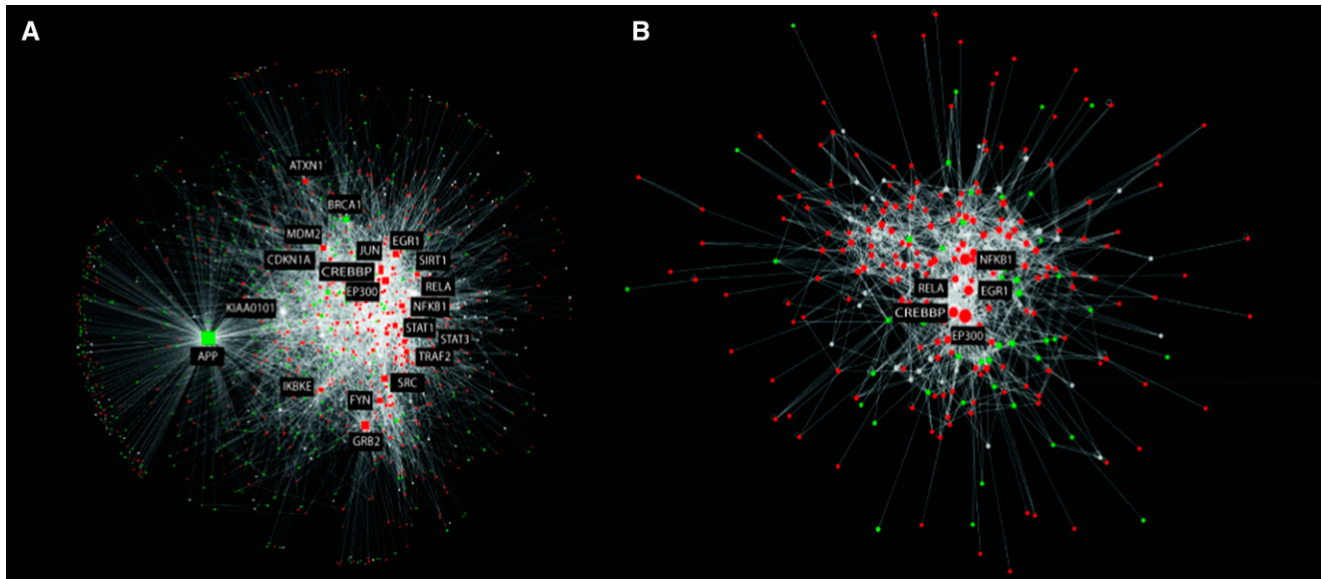 A
B
ATXN1
BRCA1
MDM2
JUN
EGR1
CDKN1A
CREBBP
SIRT1
EP300
RELA
KIAA0101
NFKB1
STAT1
STAT3
APP
TRAF2
IKBKE
SRC
FYN
GRB2
NFKB1
RELA
EGR1
CREBBP
EP300